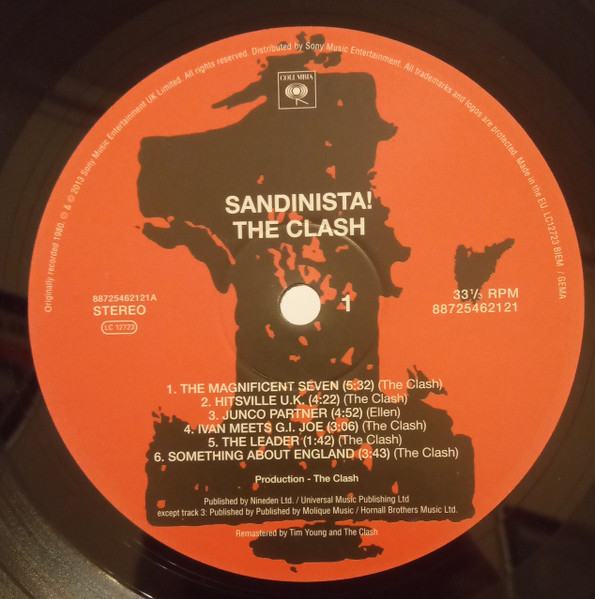 Originally recorded 1980. ℗ & © 2013 Sony Music Entertainment UK Limited. All rights reserved. Distributed by Sony Music Entertainment. All trademarks and logos are protected. Made in the EU. LC12723 BIEM / GEMA
COLUMBIA
SANDINISTA!
THE CLASH
88725462121A
STEREO
LC 12723
1
33⅓ RPM
88725462121
1. THE MAGNIFICENT SEVEN (5:32) (The Clash)
2. HITSVILLE U.K. (4:22) (The Clash)
3. JUNCO PARTNER (4:52) (Ellen)
4. IVAN MEETS G.I. JOE (3:06) (The Clash)
5. THE LEADER (1:42) (The Clash)
6. SOMETHING ABOUT ENGLAND (3:43) (The Clash)
Production - The Clash
Published by Nineden Ltd. / Universal Music Publishing Ltd
except track 3: Published by Published by Molique Music / Hornall Brothers Music Ltd.
Remastered by Tim Young and The Clash